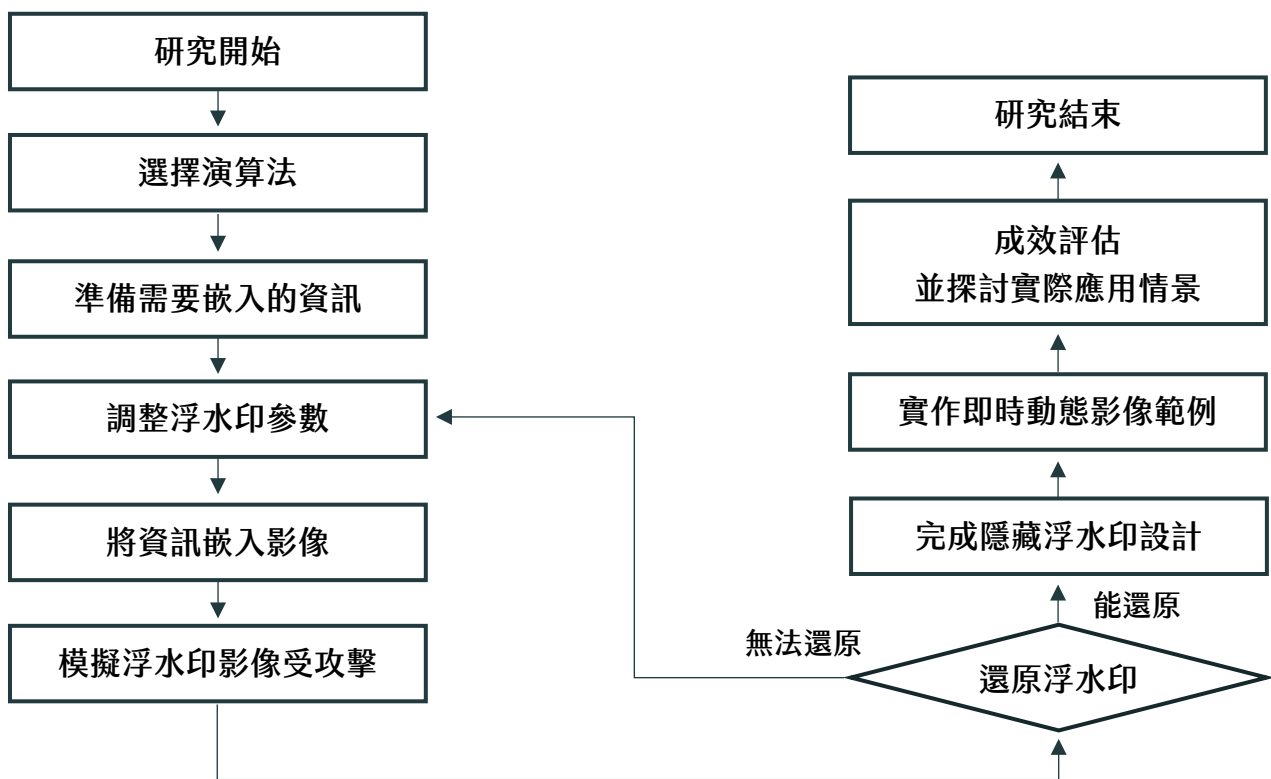 研究開始
選擇演算法
準備需要嵌入的資訊
調整浮水印參數
將資訊嵌入影像
模擬浮水印影像受攻擊
還原浮水印
無法還原
能還原
完成隱藏浮水印設計
實作即時動態影像範例
成效評估
並探討實際應用情景
研究結束